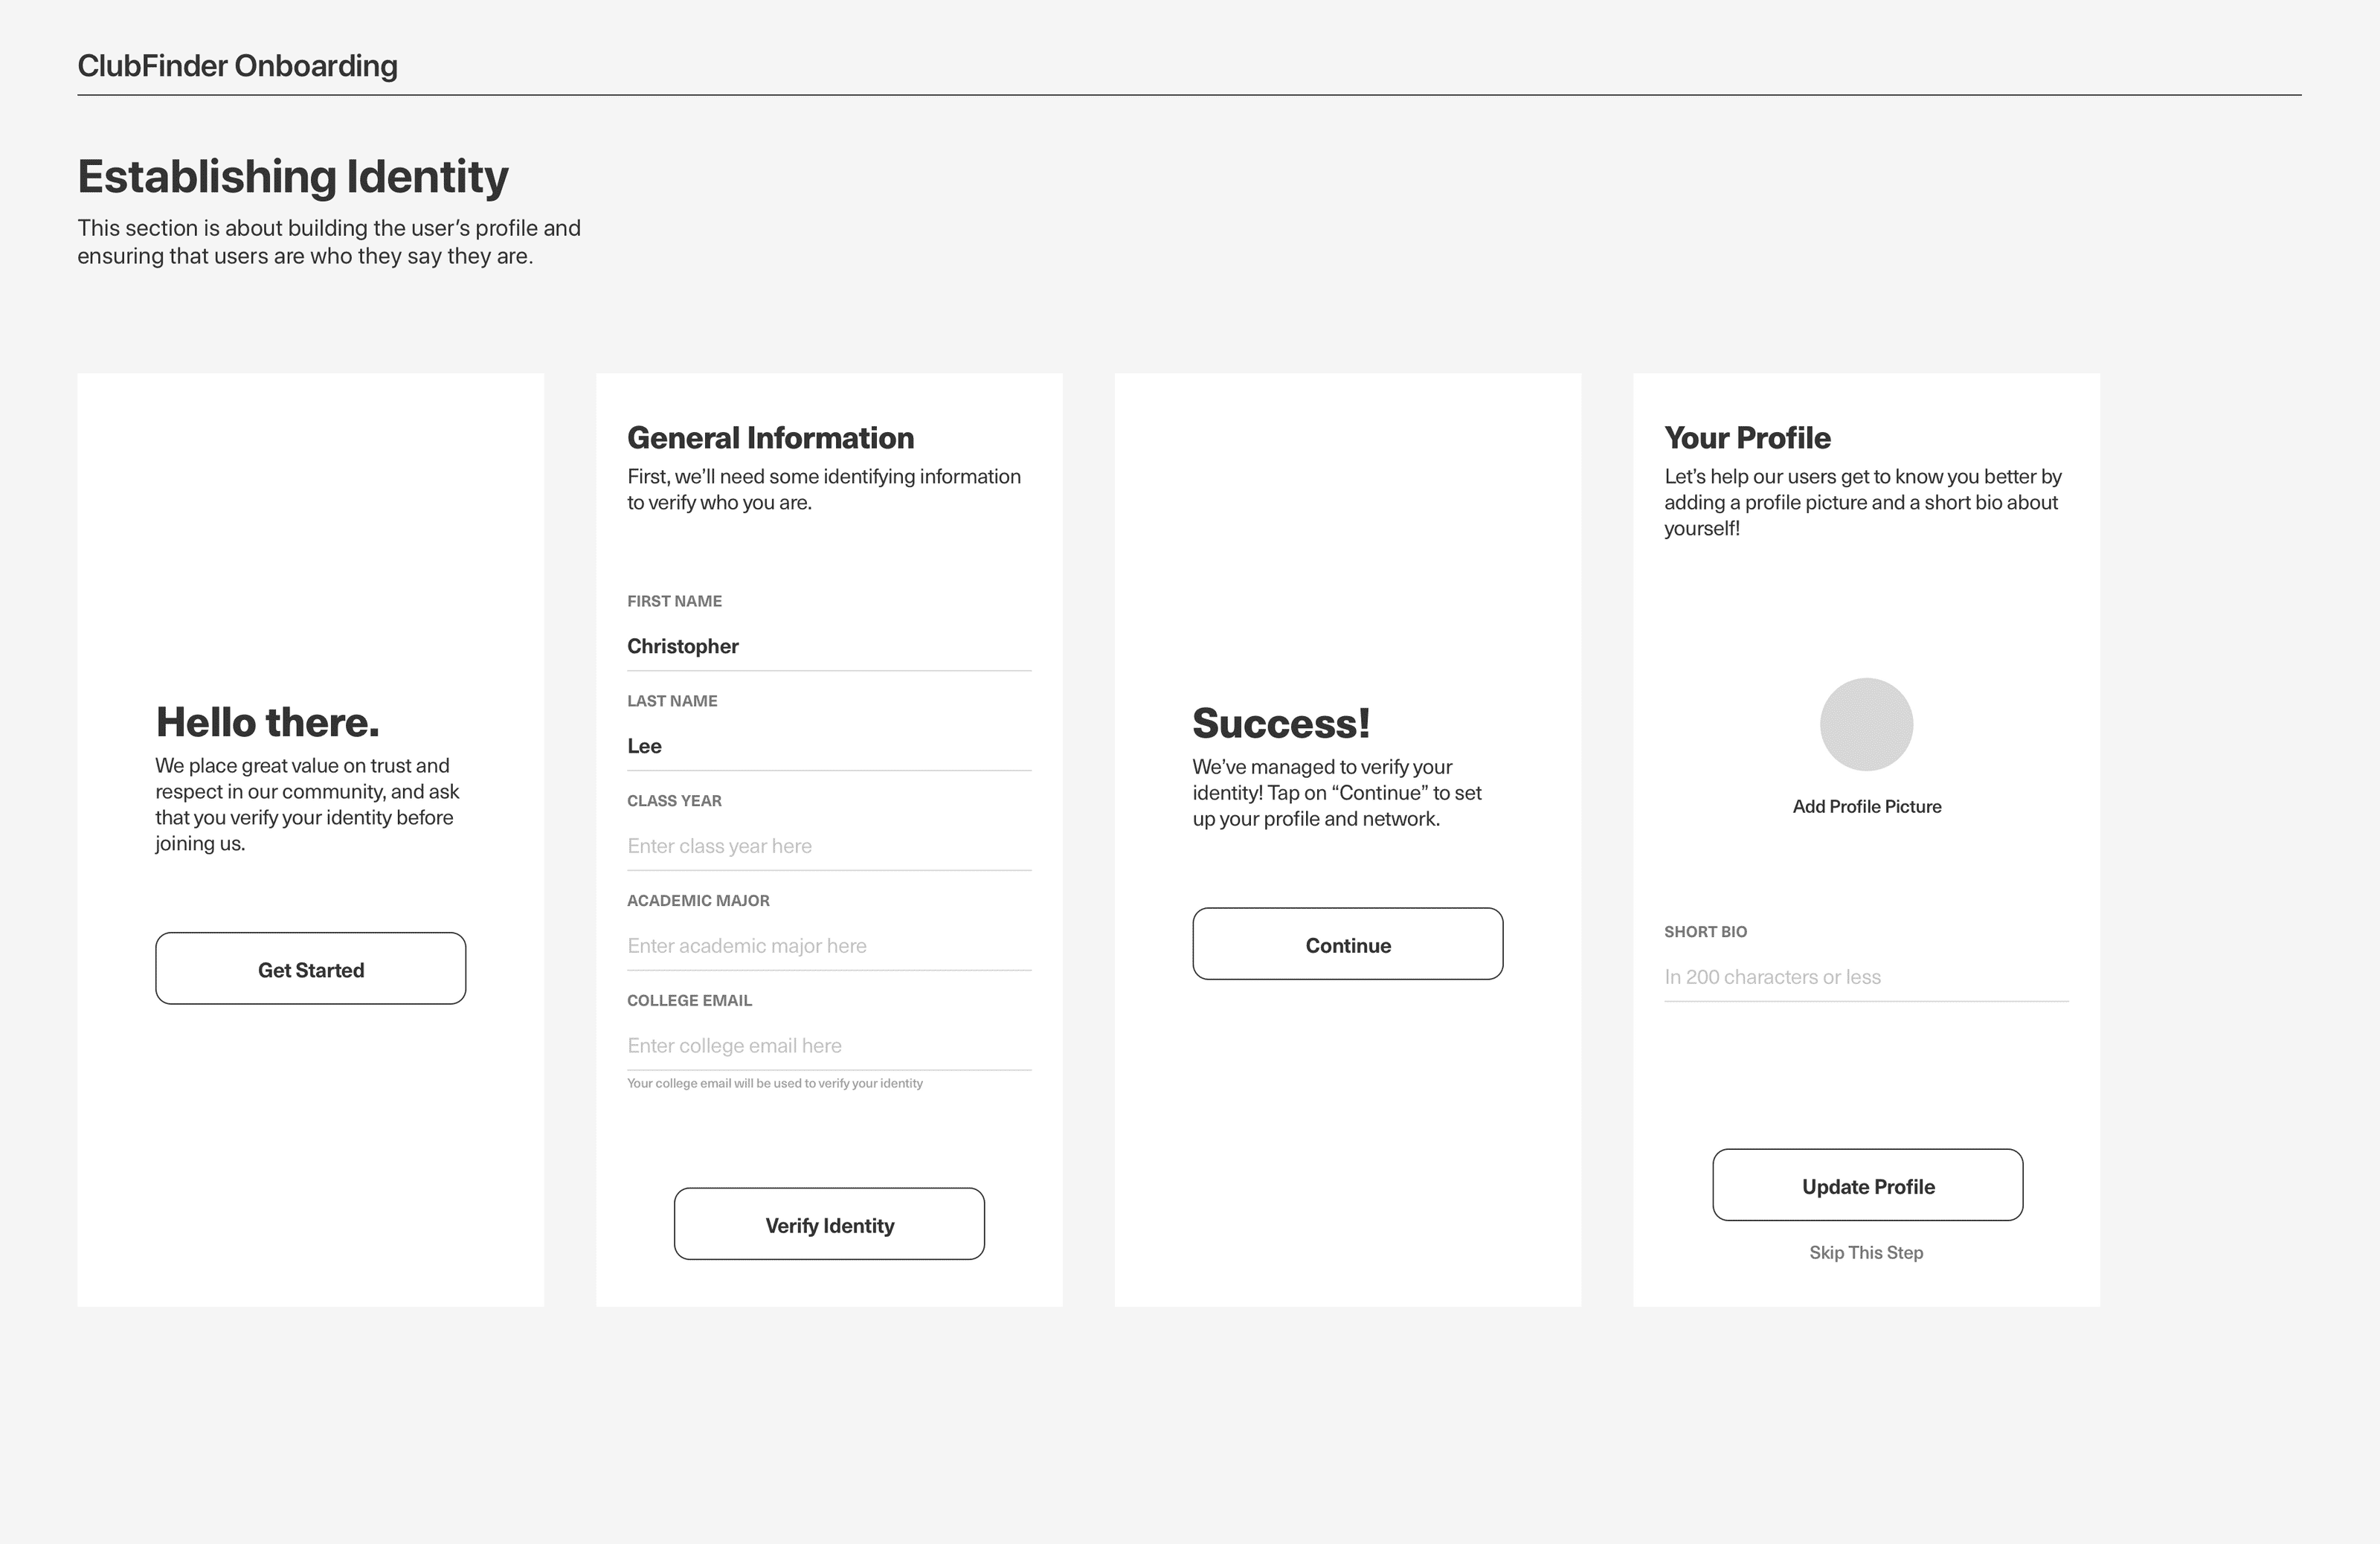 ClubFinder Onboarding
Establishing Identity
This section is about building the user’s profile and
ensuring that users are who they say they are.
Hello there.
We place great value on trust and
respect in our community, and ask
that you verify your identity before
joining us.
Get Started
General Information
First, we’ll need some identifying information
to verify who you are.
FIRST NAME
Christopher
LAST NAME
Lee
CLASS YEAR
Enter class year here
ACADEMIC MAJOR
Enter academic major here
COLLEGE EMAIL
Enter college email here
Your college email will be used to verify your identity
Verify Identity
Success!
We’ve managed to verify your
identity! Tap on “Continue” to set
up your profile and network.
Continue
Your Profile
Let’s help our users get to know you better by
adding a profile picture and a short bio about
yourself!
Add Profile Picture
SHORT BIO
In 200 characters or less
Update Profile
Skip This Step